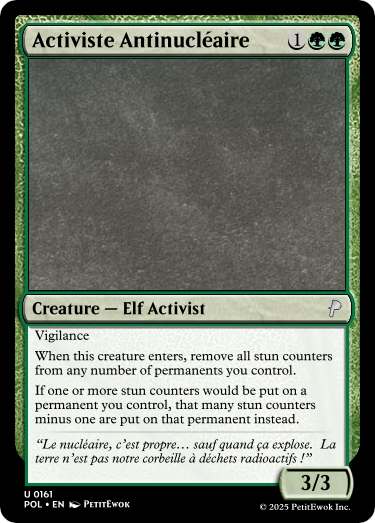 Activiste Antinucléaire 1
Creature — Elf Activist
Vigilance
When this creature enters, remove all stun counters
from any number of permanents you control.
If one or more stun counters would be put on a
permanent you control, that many stun counters
minus one are put on that permanent instead.
“Le nucléaire, c’est propre… sauf quand ça explose.  La
terre n’est pas notre corbeille à déchets radioactifs !”
3/3
U 0161
POL • EN PetitEwok
© 2025 PetitEwok Inc.